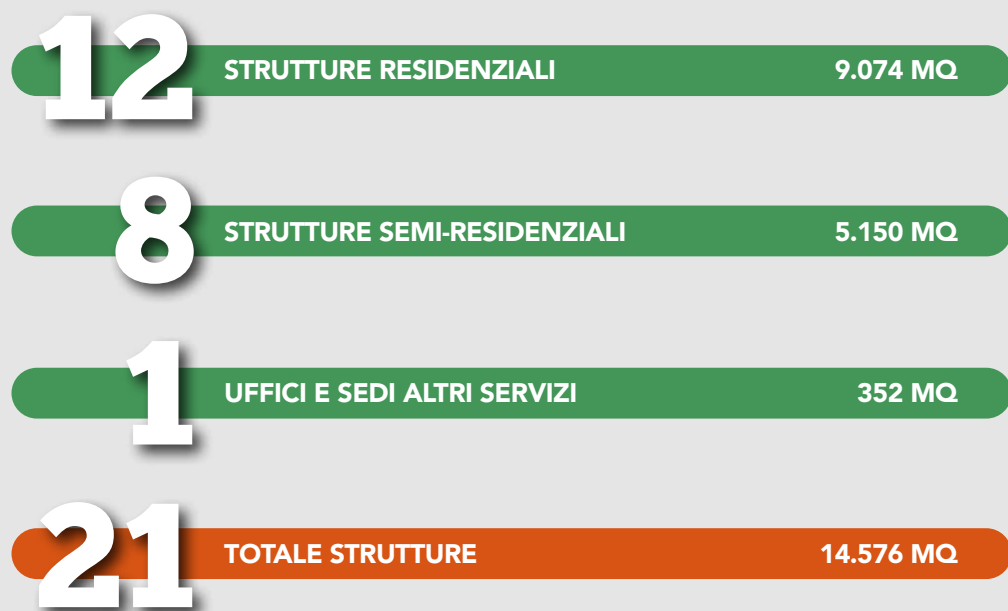 12 STRUTTURE RESIDENZIALI 9.074 MQ
8 STRUTTURE SEMI-RESIDENZIALI 5.150 MQ
1 UFFICI E SEDI ALTRI SERVIZI 352 MQ
21 TOTALE STRUTTURE 14.576 MQ